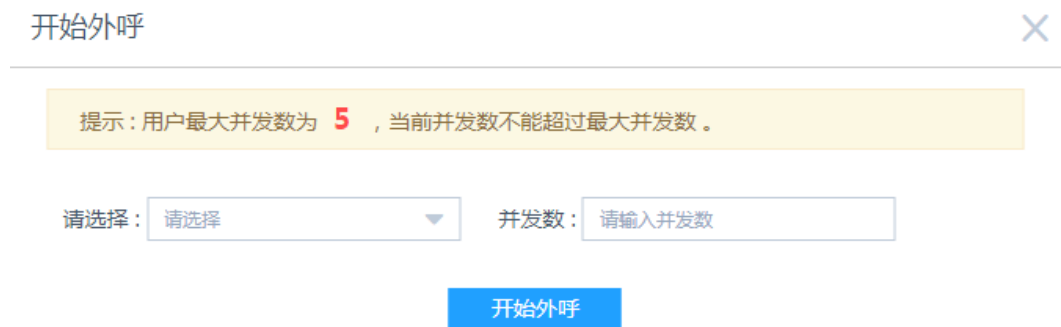 开始外呼
提示：用户最大并发数为 5 ，当前并发数不能超过最大并发数 。
请选择： 请选择 并发数： 请输入并发数
开始外呼